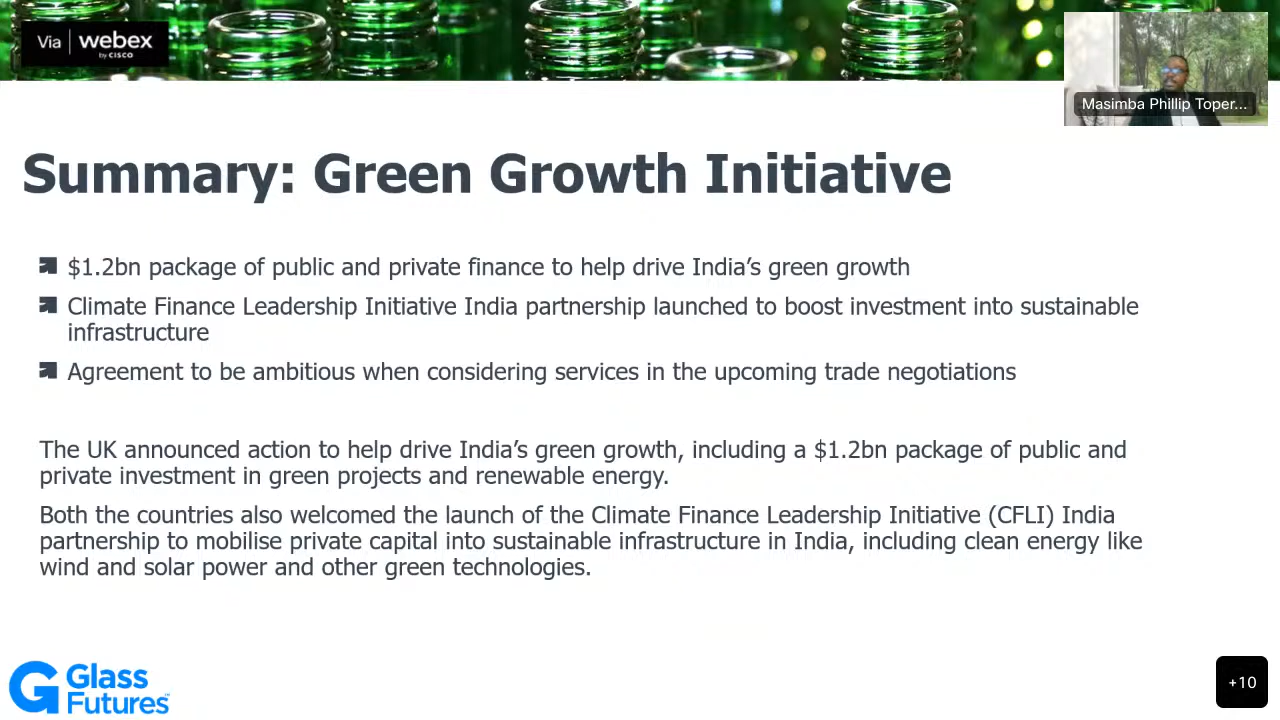 Via | webex
by CISCO
Masimba Phillip Toper...
Summary: Green Growth Initiative
$1.2bn package of public and private finance to help drive India’s green growth
Climate Finance Leadership Initiative India partnership launched to boost investment into sustainable
infrastructure
Agreement to be ambitious when considering services in the upcoming trade negotiations
The UK announced action to help drive India’s green growth, including a $1.2bn package of public and
private investment in green projects and renewable energy.
Both the countries also welcomed the launch of the Climate Finance Leadership Initiative (CFLI) India
partnership to mobilise private capital into sustainable infrastructure in India, including clean energy like
wind and solar power and other green technologies.
Glass
Futures™
+10